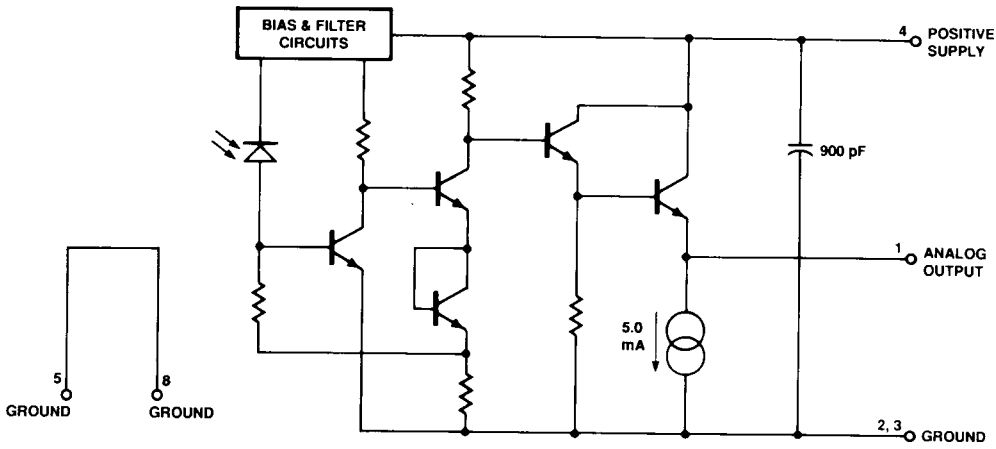 BIAS & FILTER
CIRCUITS
4
POSITIVE
SUPPLY
900 pF
1
ANALOG
OUTPUT
5.0
mA
5
8
GROUND
GROUND
2, 3
GROUND